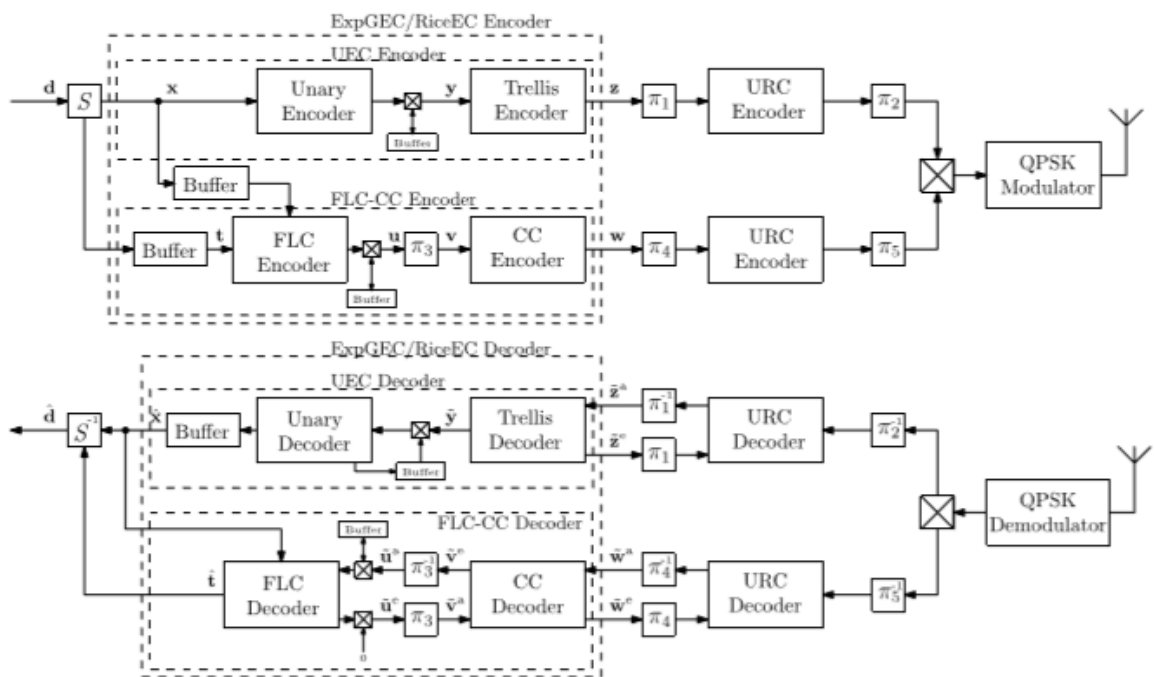 ExpGEC/RiceEC Encoder
UEC Encoder
d
S
x
Unary
Encoder
y
Buffer
Trellis
Encoder
z
π₁
URC
Encoder
π₂
Buffer
FLC-CC Encoder
Buffer
t
FLC
Encoder
u
Buffer
π₃
v
CC
Encoder
w
π₄
URC
Encoder
π₅
QPSK
Modulator
ExpGEC/RiceEC Decoder
UEC Decoder
d̂
S⁻¹
x̂
Buffer
Unary
Decoder
ỹ
Buffer
Trellis
Decoder
z̃ᵃ
π₁⁻¹
z̃ᵉ
π₁
URC
Decoder
π₂⁻¹
QPSK
Demodulator
FLC-CC Decoder
t̂
FLC
Decoder
Buffer
ũᵃ
π₃⁻¹
ṽᵉ
ũᵉ
π₃
ṽᵃ
0
CC
Decoder
w̃ᵃ
π₄⁻¹
w̃ᵉ
π₄
URC
Decoder
π₅⁻¹